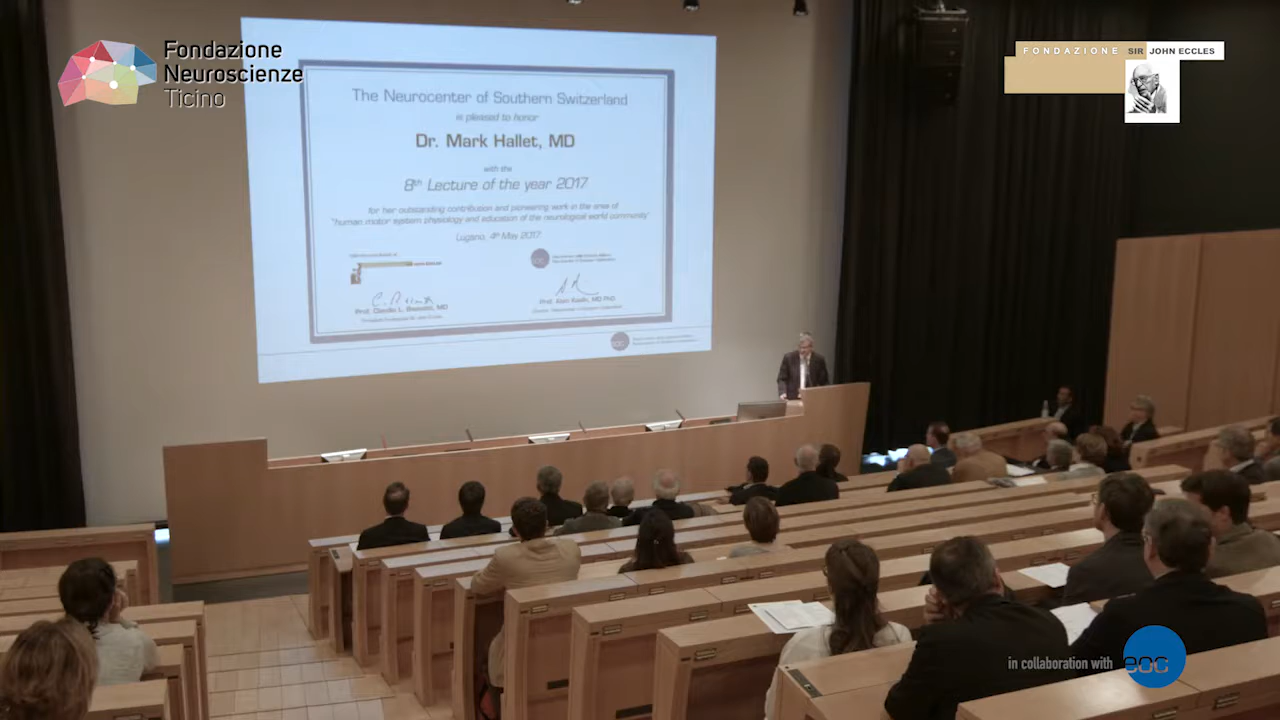 Fondazione
Neuroscienze
Ticino
FONDAZIONE SIR JOHN ECCLES
The Neurocenter of Southern Switzerland
is pleased to honor
Dr. Mark Hallet, MD
with the
8th Lecture of the year 2017
for her outstanding contribution and pioneering work in the area of
"human motor system physiology and education of the neurological world community"
Lugano, 4th May 2017
in collaboration with eoc